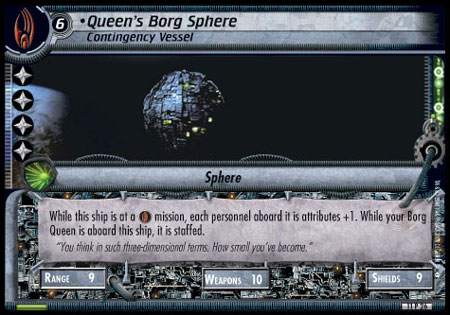 6
•Queen's Borg Sphere
Contingency Vessel
Sphere
While this ship is at a mission, each personnel aboard it is attributes +1. While your Borg
Queen is aboard this ship, it is staffed.
"You think in such three-dimensional terms. How small you've become."
RANGE 9
WEAPONS 10
SHIELDS 9
11 P 26